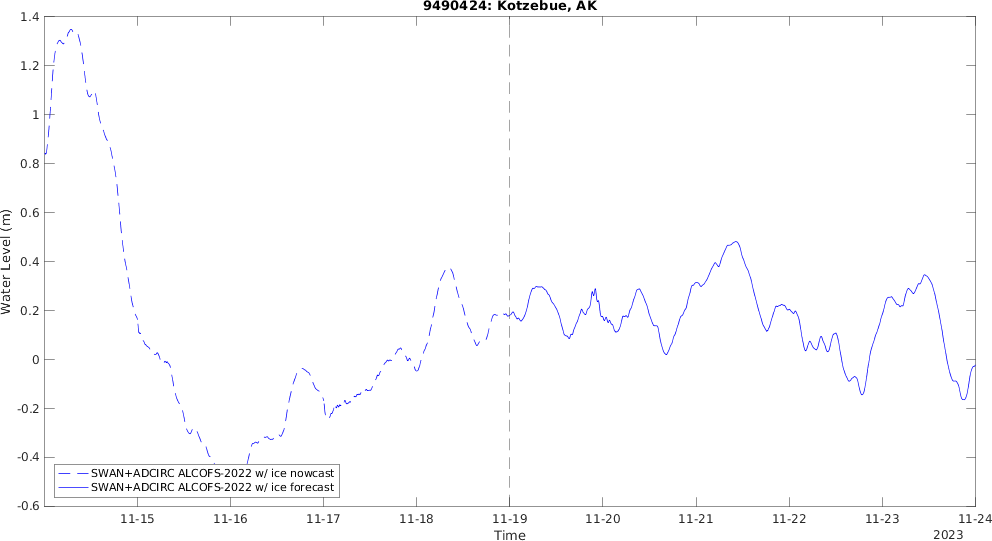 9490424: Kotzebue, AK
1.4
1.2
1
0.8
0.6
0.4
0.2
0
-0.2
-0.4
-0.6
Water Level (m)
SWAN+ADCIRC ALCOFS-2022 w/ ice nowcast
SWAN+ADCIRC ALCOFS-2022 w/ ice forecast
11-15 11-16 11-17 11-18 11-19 11-20 11-21 11-22 11-23 11-24
Time
2023